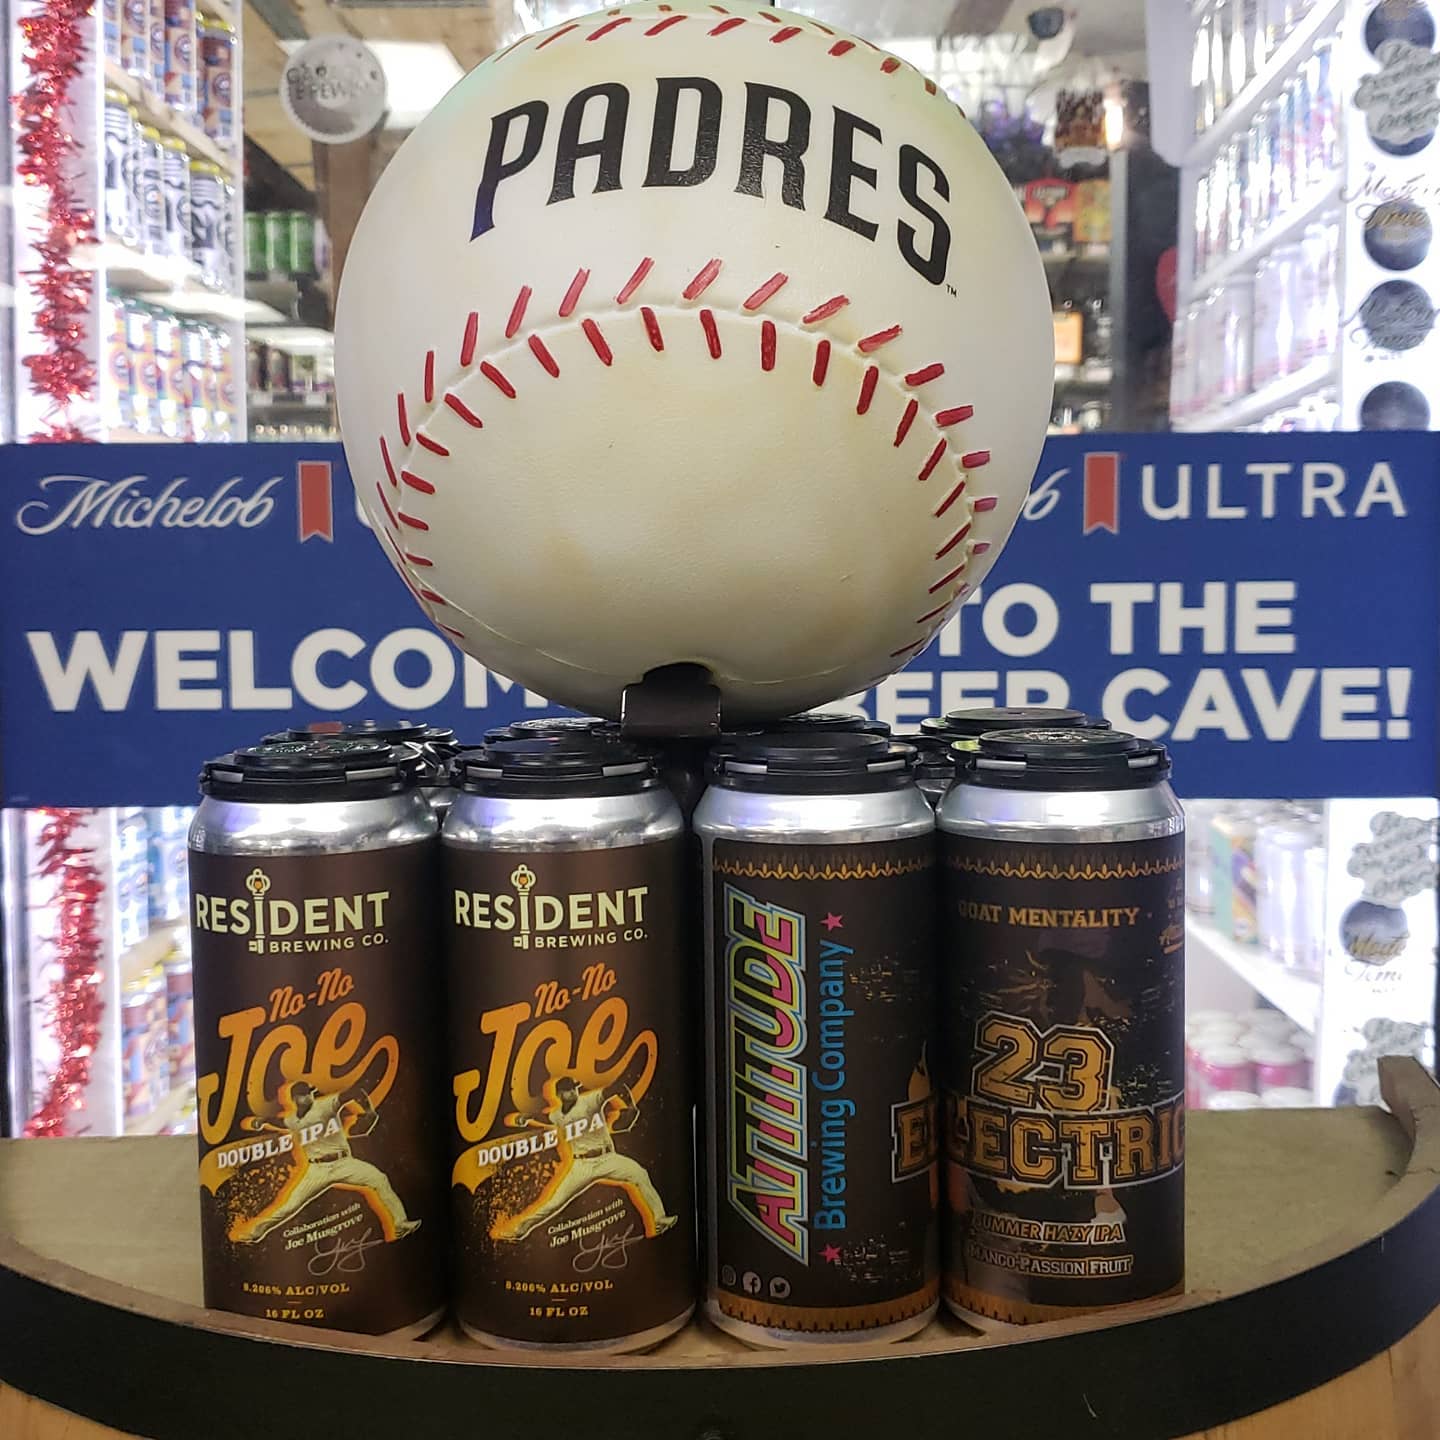 PADRES™
Michelob
ULTRA
WELCOM TO THE
BEER CAVE!
RESIDENT
BREWING CO.
No-No
Joe
DOUBLE IPA
Collaboration with
Joe Musgrove
8.206% ALC/VOL
16 FL OZ
RESIDENT
BREWING CO.
No-No
Joe
DOUBLE IPA
Collaboration with
Joe Musgrove
8.206% ALC/VOL
16 FL OZ
ATTITUDE
Brewing Company
GOAT MENTALITY
23
ELECTRIC
SUMMER HAZY IPA
MANGO-PASSION FRUIT